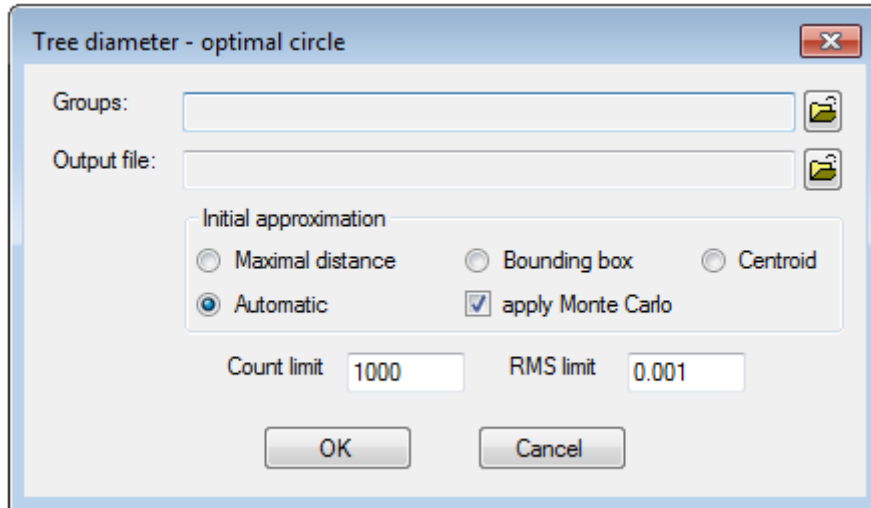 Tree diameter - optimal circle
Groups:
Output file:
Initial approximation
Maximal distance Bounding box Centroid
Automatic apply Monte Carlo
Count limit 1000 RMS limit 0.001
OK Cancel